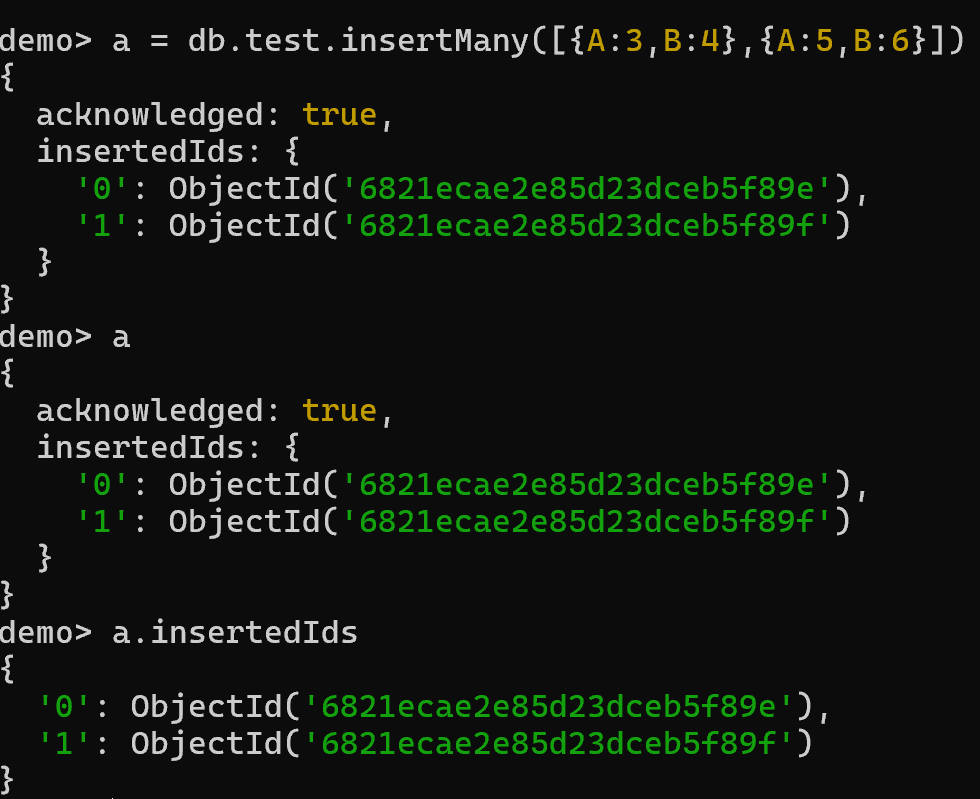 demo> a = db.test.insertMany([{A:3,B:4},{A:5,B:6}])
{
  acknowledged: true,
  insertedIds: {
    '0': ObjectId('6821ecae2e85d23dceb5f89e'),
    '1': ObjectId('6821ecae2e85d23dceb5f89f')
  }
}
demo> a
{
  acknowledged: true,
  insertedIds: {
    '0': ObjectId('6821ecae2e85d23dceb5f89e'),
    '1': ObjectId('6821ecae2e85d23dceb5f89f')
  }
}
demo> a.insertedIds
{
  '0': ObjectId('6821ecae2e85d23dceb5f89e'),
  '1': ObjectId('6821ecae2e85d23dceb5f89f')
}